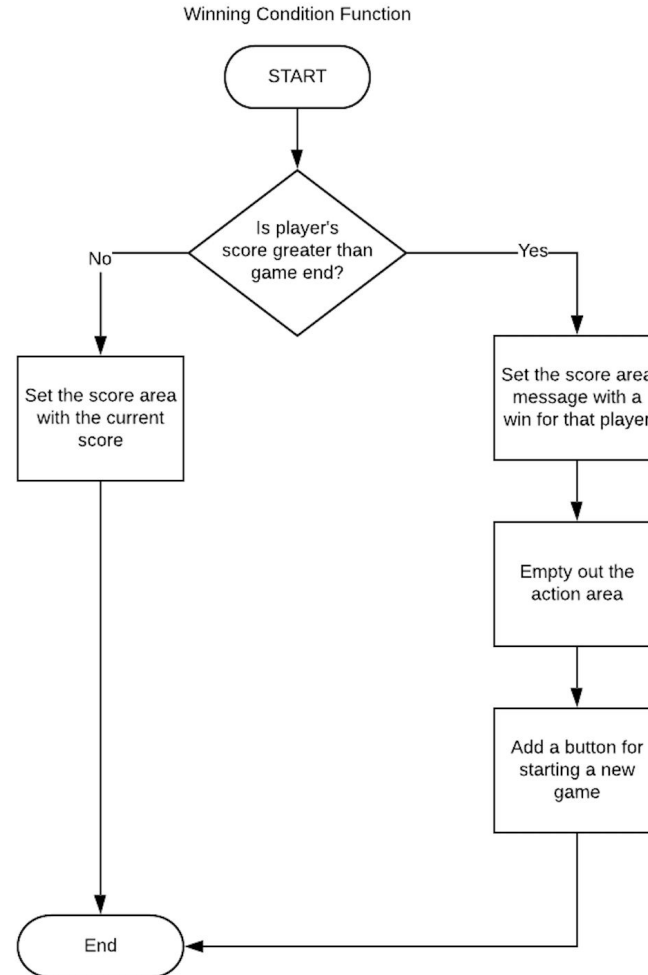 Winning Condition Function
START
Is player's
score greater than
game end?
No
Yes
Set the score area
with the current
score
Set the score area
message with a
win for that player
Empty out the
action area
Add a button for
starting a new
game
End